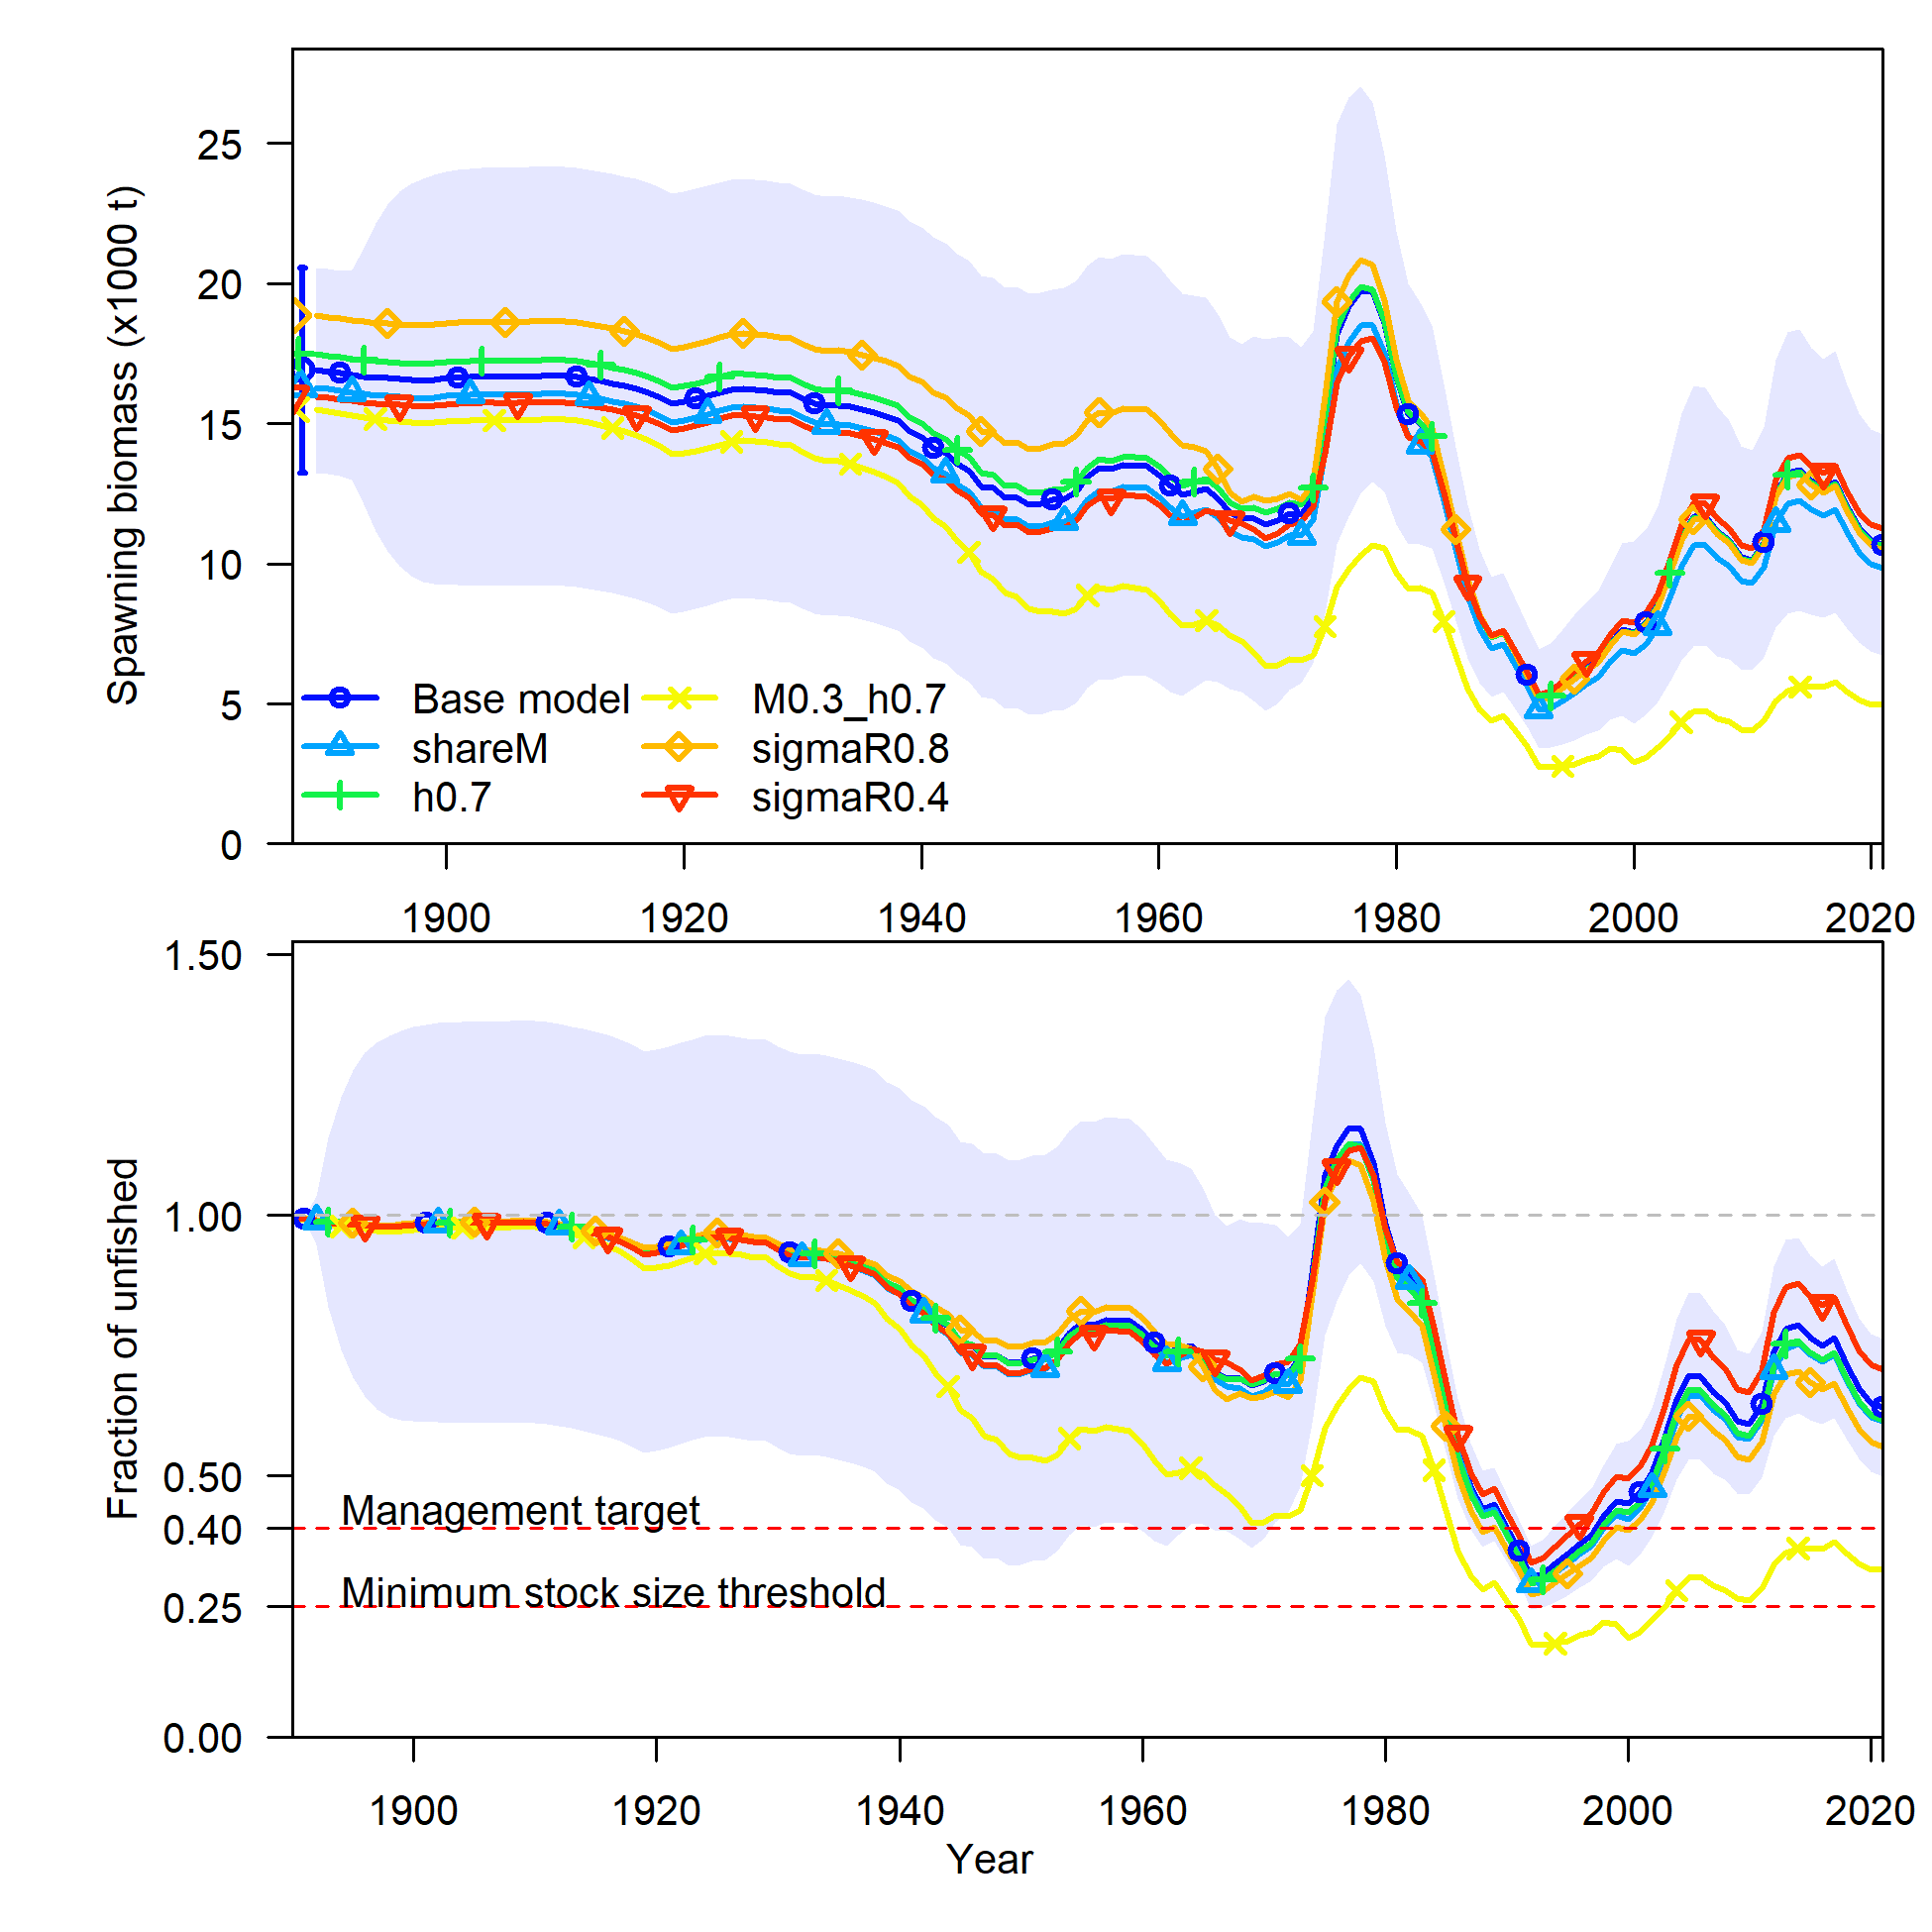 Spawning biomass (x1000 t)
25
20
15
10
5
0
Base model
shareM
h0.7
M0.3_h0.7
sigmaR0.8
sigmaR0.4
1900 1920 1940 1960 1980 2000 2020
Fraction of unfished
1.50
1.00
0.50
0.40
0.25
0.00
Management target
Minimum stock size threshold
1900 1920 1940 1960 1980 2000 2020
Year